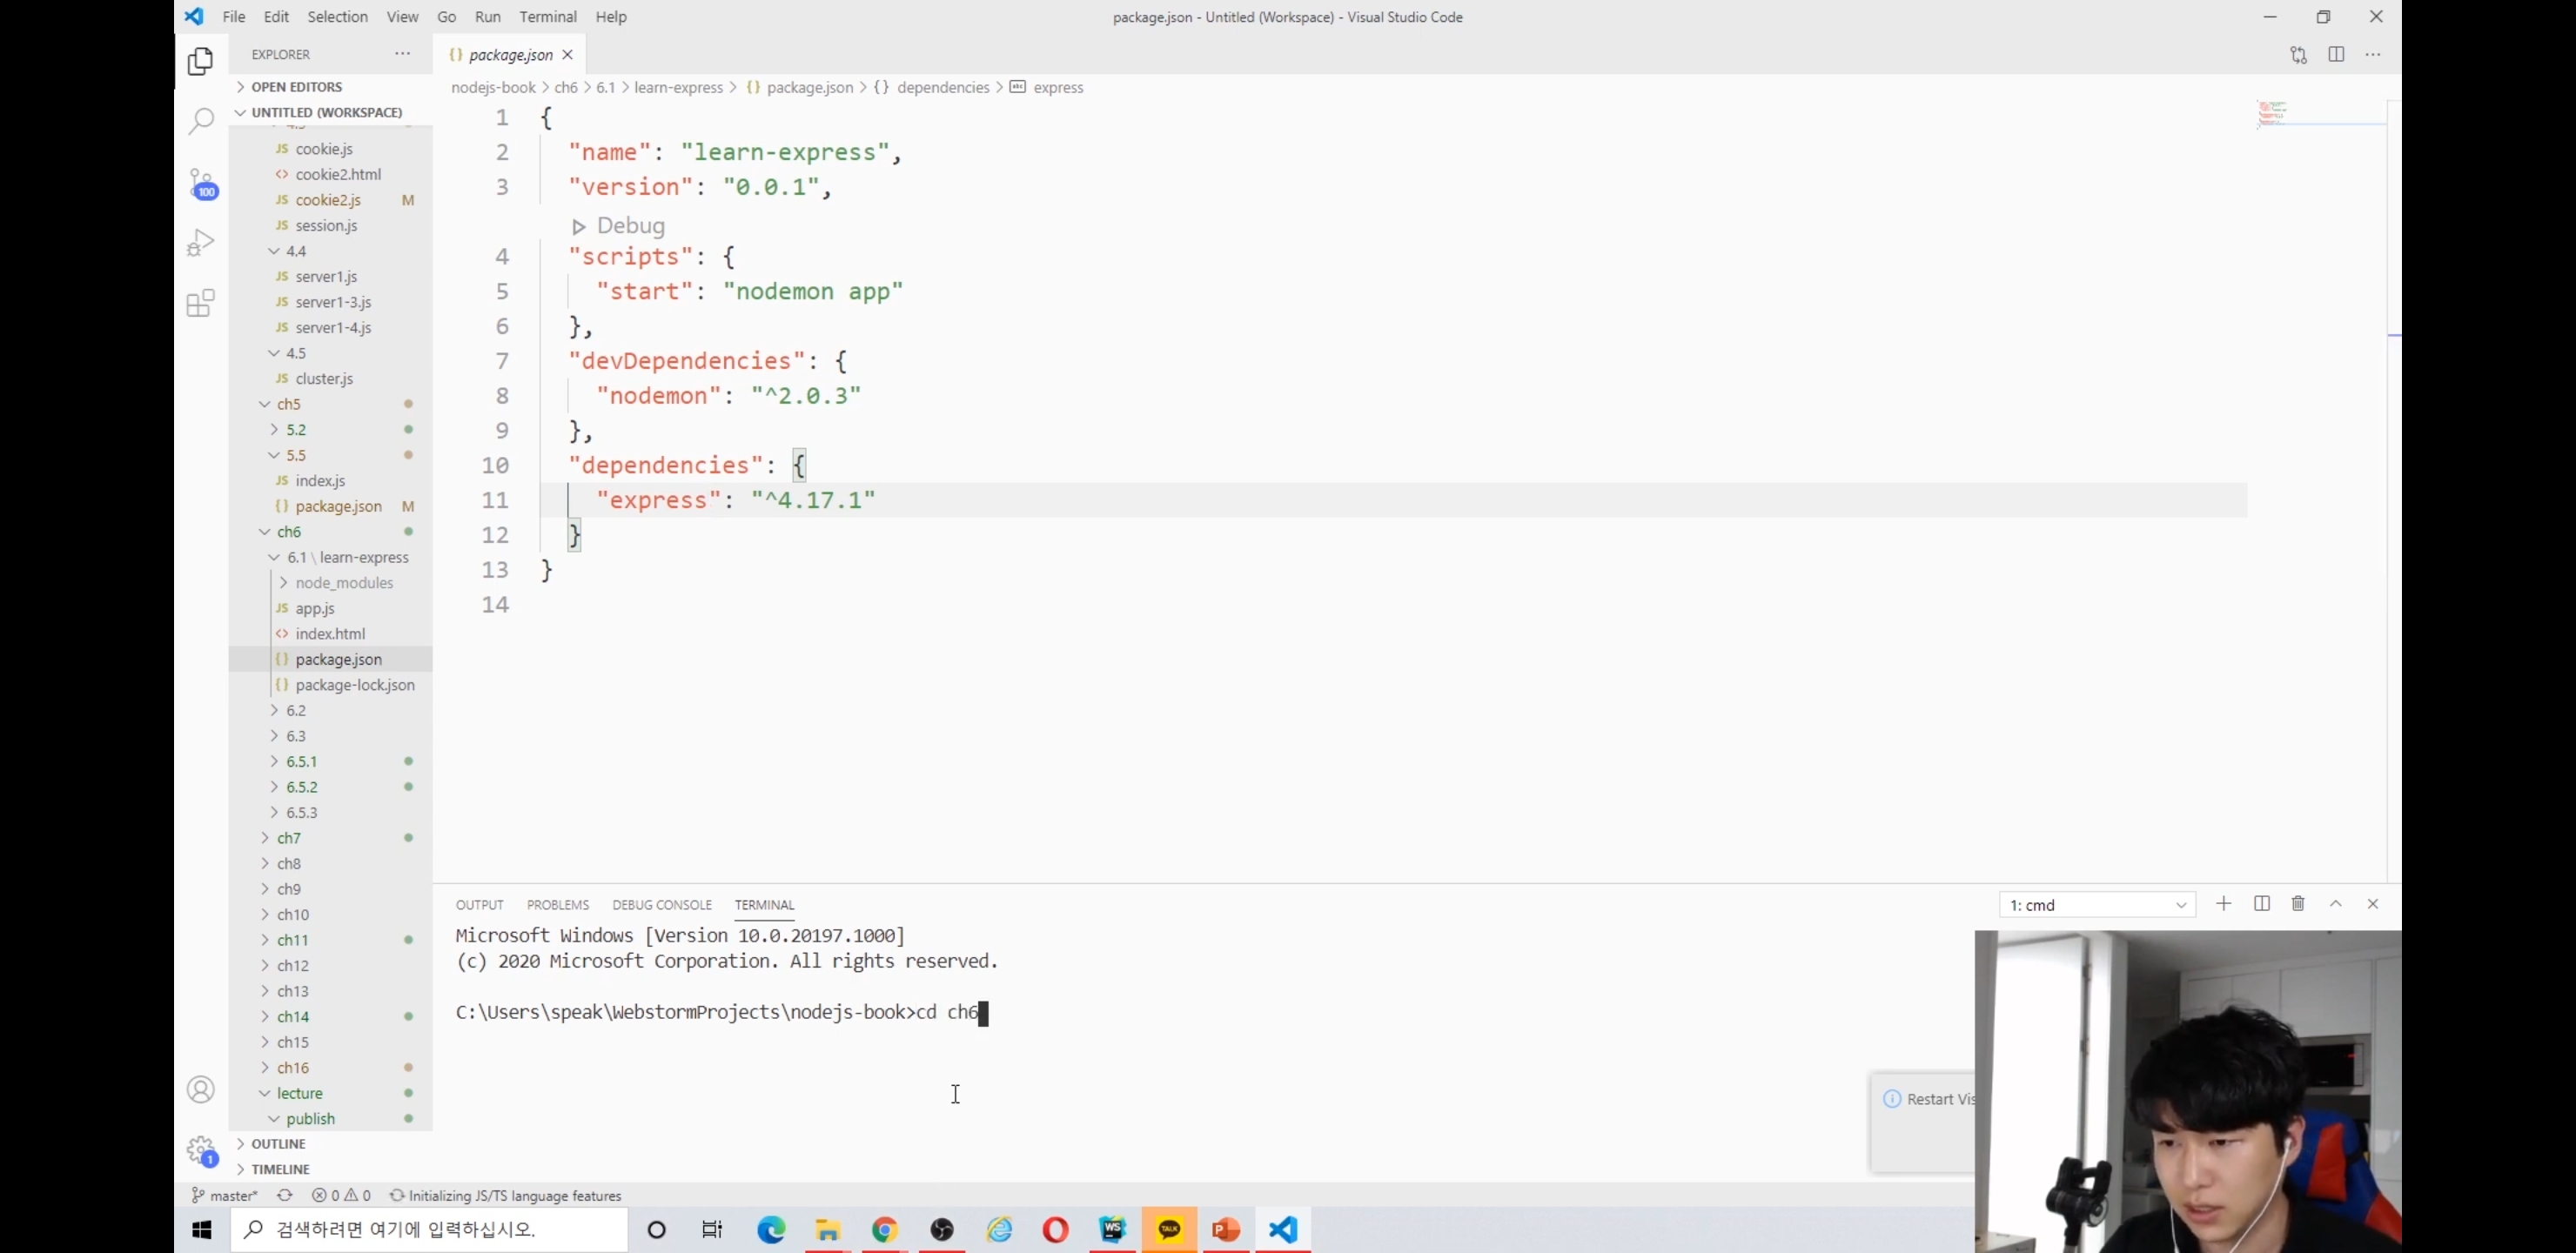 File Edit Selection View Go Run Terminal Help
package.json - Untitled (Workspace) - Visual Studio Code
EXPLORER
package.json
OPEN EDITORS
nodejs-book > ch6 > 6.1 > learn-express > {} package.json > {} dependencies > express
UNTITLED (WORKSPACE)
cookie.js
cookie2.html
cookie2.js M
session.js
4.4
server1.js
server1-3.js
server1-4.js
4.5
cluster.js
ch5
5.2
5.5
index.js
package.json M
ch6
6.1 \ learn-express
node_modules
app.js
index.html
package.json
package-lock.json
6.2
6.3
6.5.1
6.5.2
6.5.3
ch7
ch8
ch9
ch10
ch11
ch12
ch13
ch14
ch15
ch16
lecture
publish
OUTLINE
TIMELINE
100
1
1 {
2 "name": "learn-express",
3 "version": "0.0.1",
Debug
4 "scripts": {
5 "start": "nodemon app"
6 },
7 "devDependencies": {
8 "nodemon": "^2.0.3"
9 },
10 "dependencies": {
11 "express": "^4.17.1"
12 }
13 }
14
OUTPUT PROBLEMS DEBUG CONSOLE TERMINAL
1: cmd
Microsoft Windows [Version 10.0.20197.1000]
(c) 2020 Microsoft Corporation. All rights reserved.
C:\Users\speak\WebstormProjects\nodejs-book>cd ch6
Restart Vis
master* 0 0 Initializing JS/TS language features
검색하려면 여기에 입력하십시오.
WS
TALK